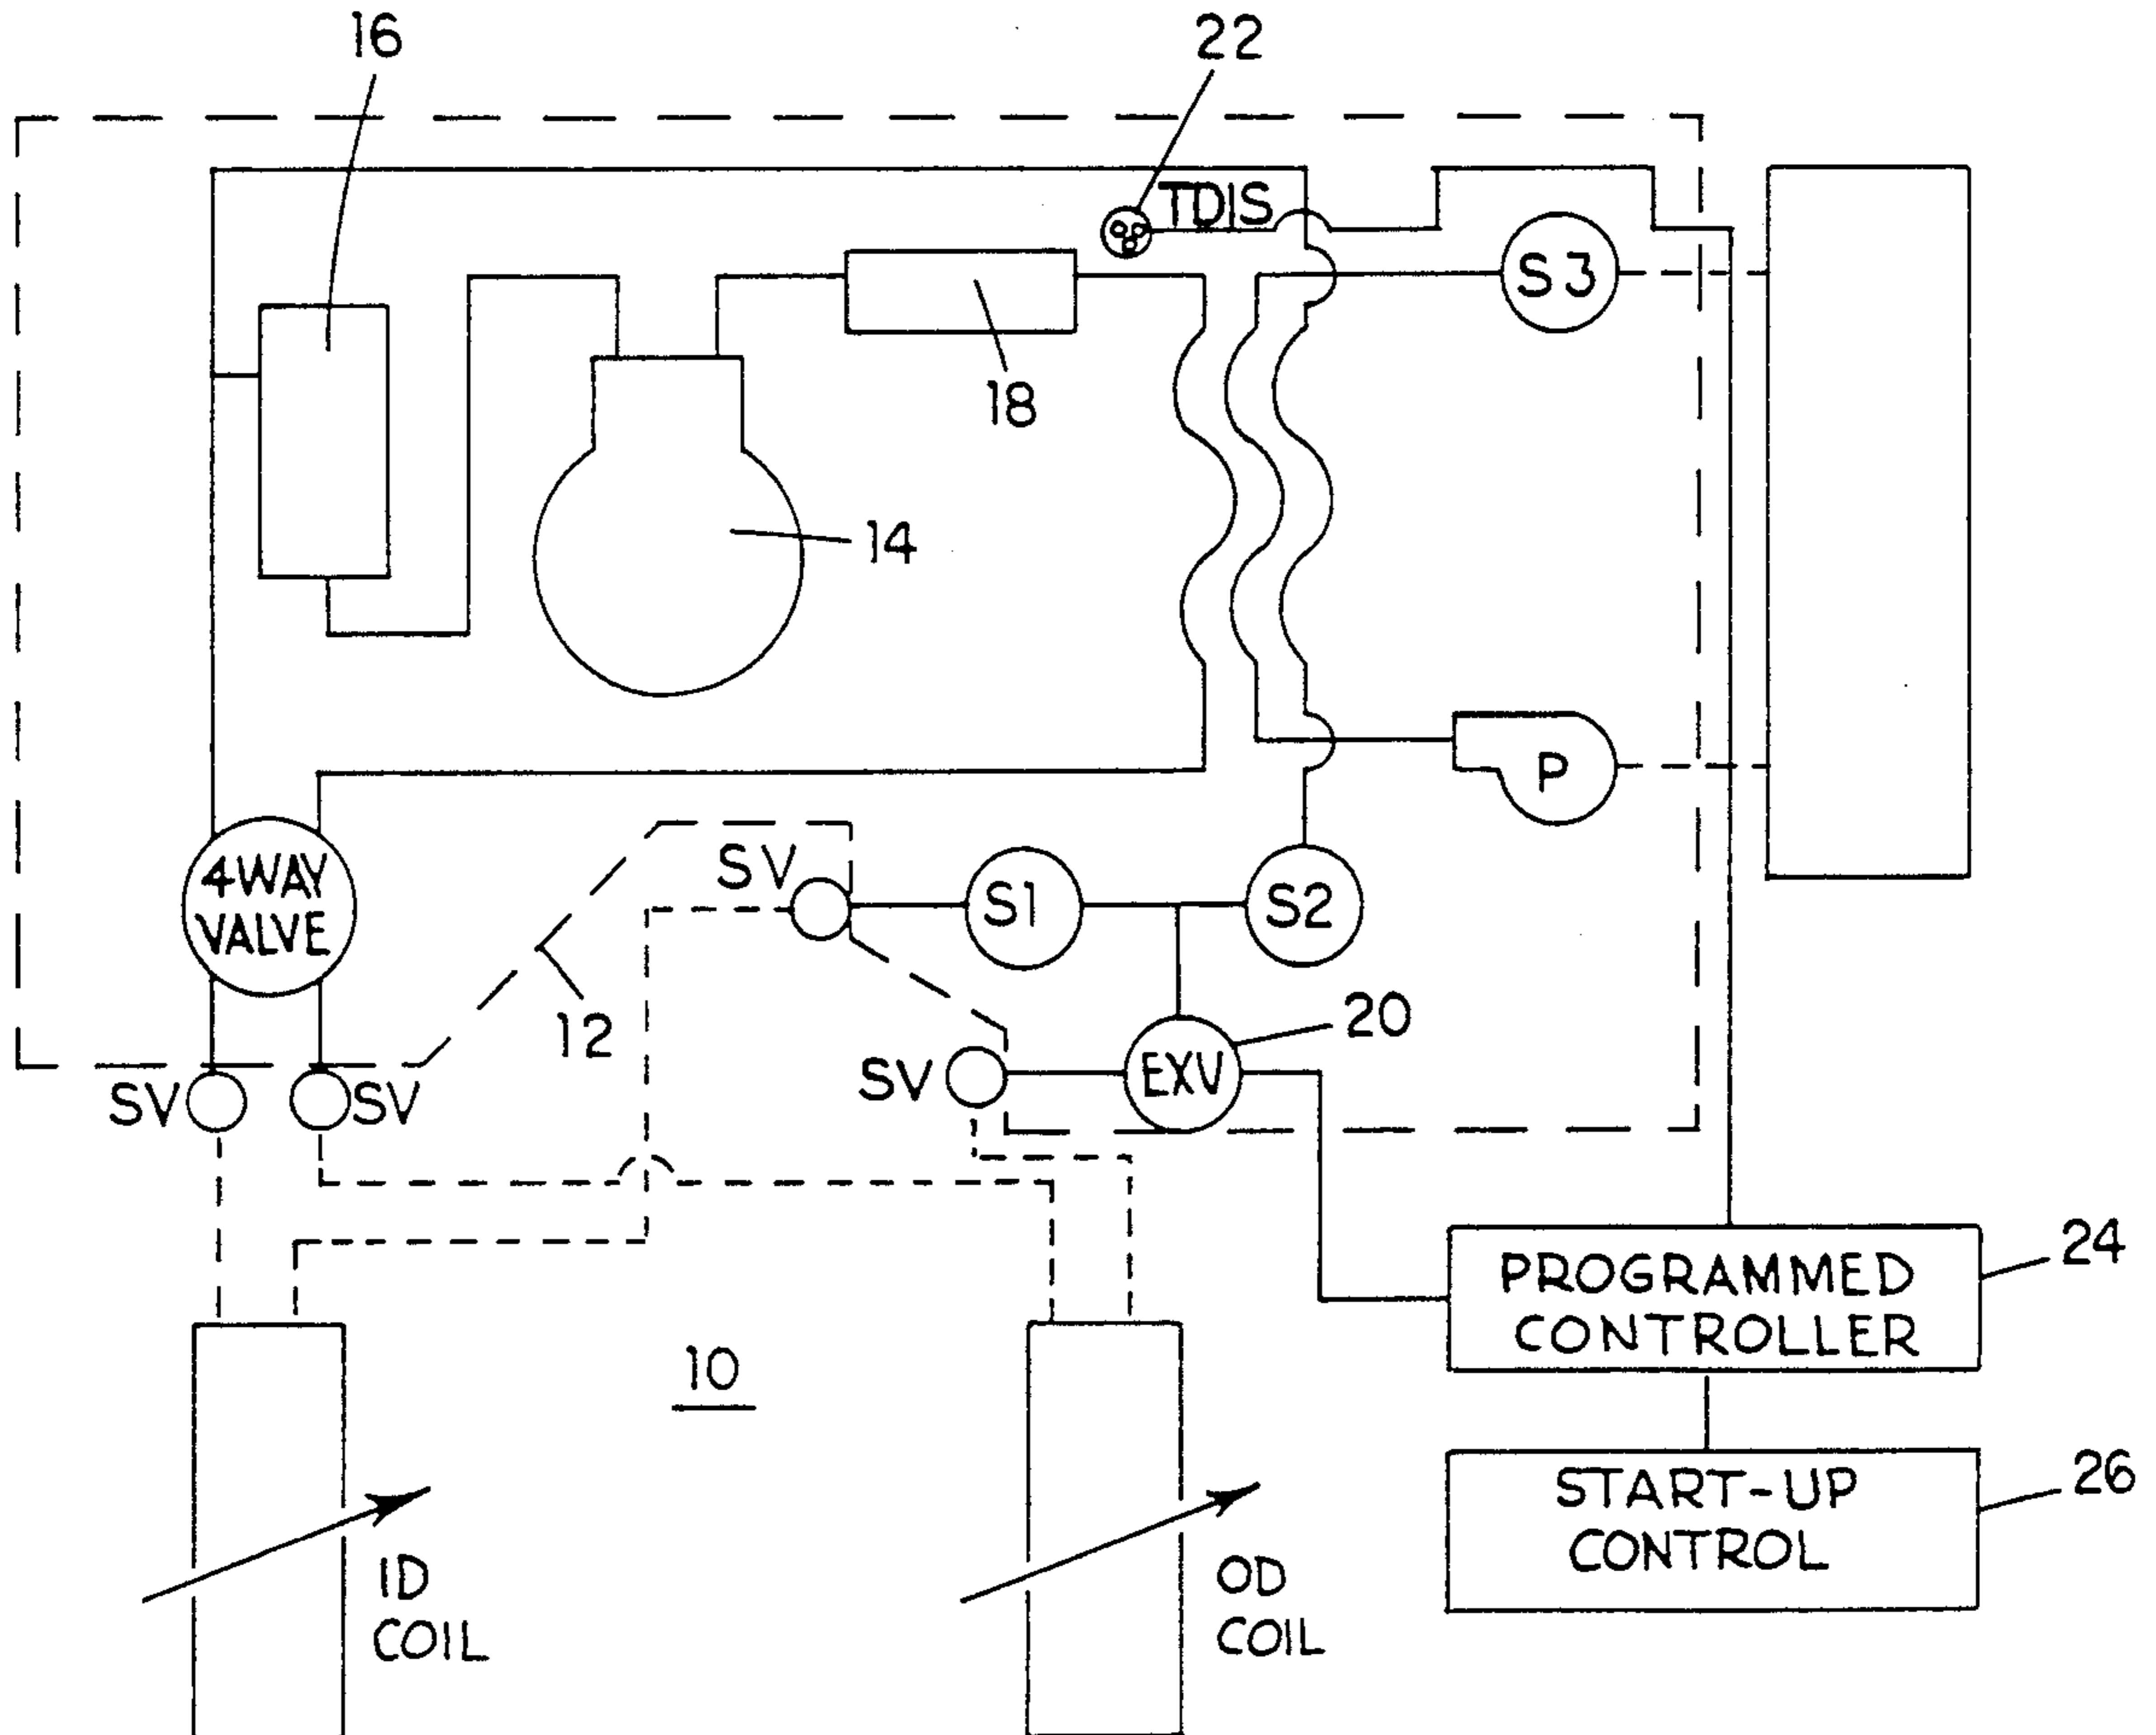 16
22
TDIS
S3
18
14
P
4WAY
VALVE
SV
S1
S2
12
20
SV
EXV
SV
SV
24
PROGRAMMED
CONTROLLER
10
26
START-UP
CONTROL
ID
COIL
OD
COIL